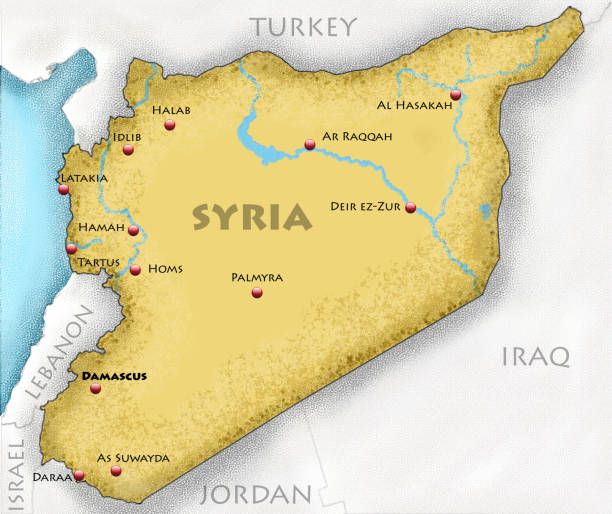 TURKEY
HALAB
AL HASAKAH
IDLIB
AR RAQQAH
LATAKIA
DEIR EZ-ZUR
SYRIA
HAMAH
TARTUS
HOMS
PALMYRA
LEBANON
IRAQ
DAMASCUS
ISRAEL
AS SUWAYDA
DARAA
JORDAN